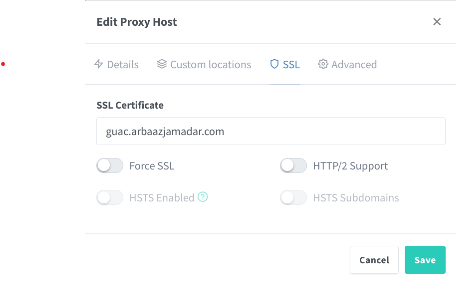 Edit Proxy Host
Details Custom locations SSL Advanced
SSL Certificate
guac.arbaazjamadar.com
Force SSL HTTP/2 Support
HSTS Enabled HSTS Subdomains
Cancel Save